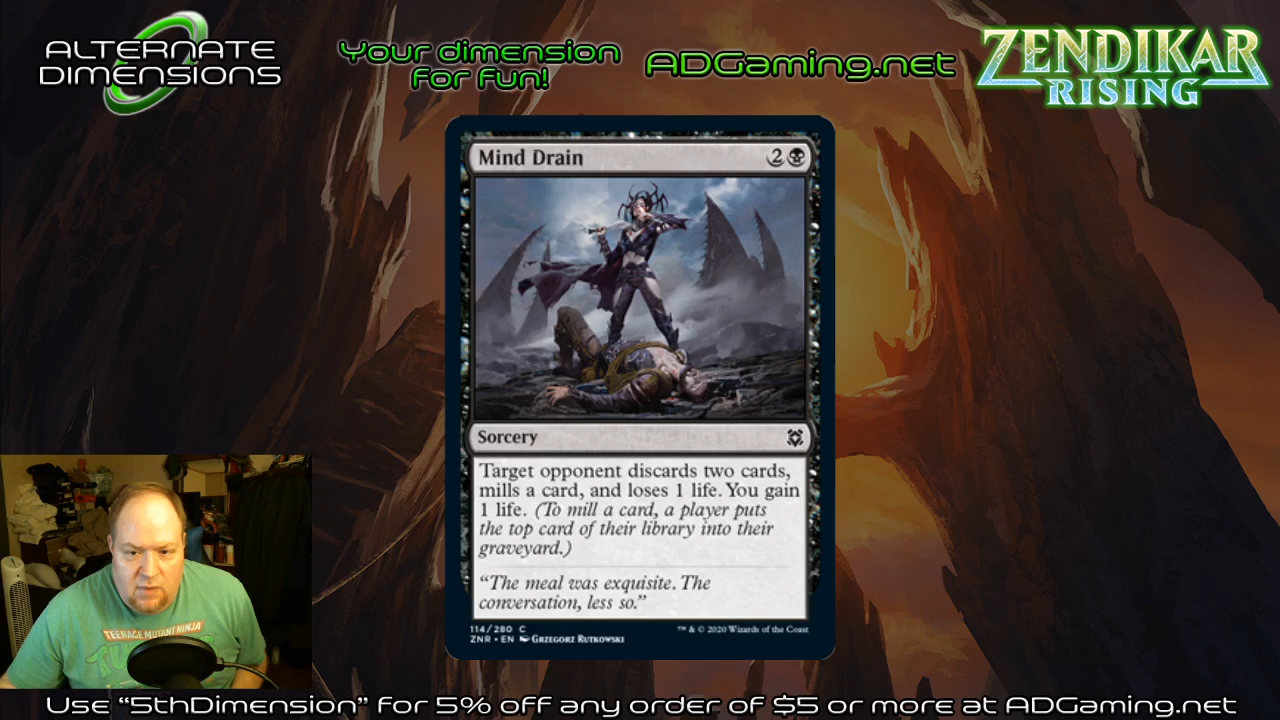 ALTERNATE
DIMENSIONS
Your dimension
for fun!
ADGaming.net
ZENDIKAR
RISING
Mind Drain
2
Sorcery
Target opponent discards two cards,
mills a card, and loses 1 life. You gain
1 life. (To mill a card, a player puts
the top card of their library into their
graveyard.)
“The meal was exquisite. The
conversation, less so.”
114/280 C
ZNR • EN GRZEGORZ RUTKOWSKI
™ & © 2020 Wizards of the Coast
TEENAGE MUTANT NINJA
Use “5thDimension” for 5% off any order of $5 or more at ADGaming.net